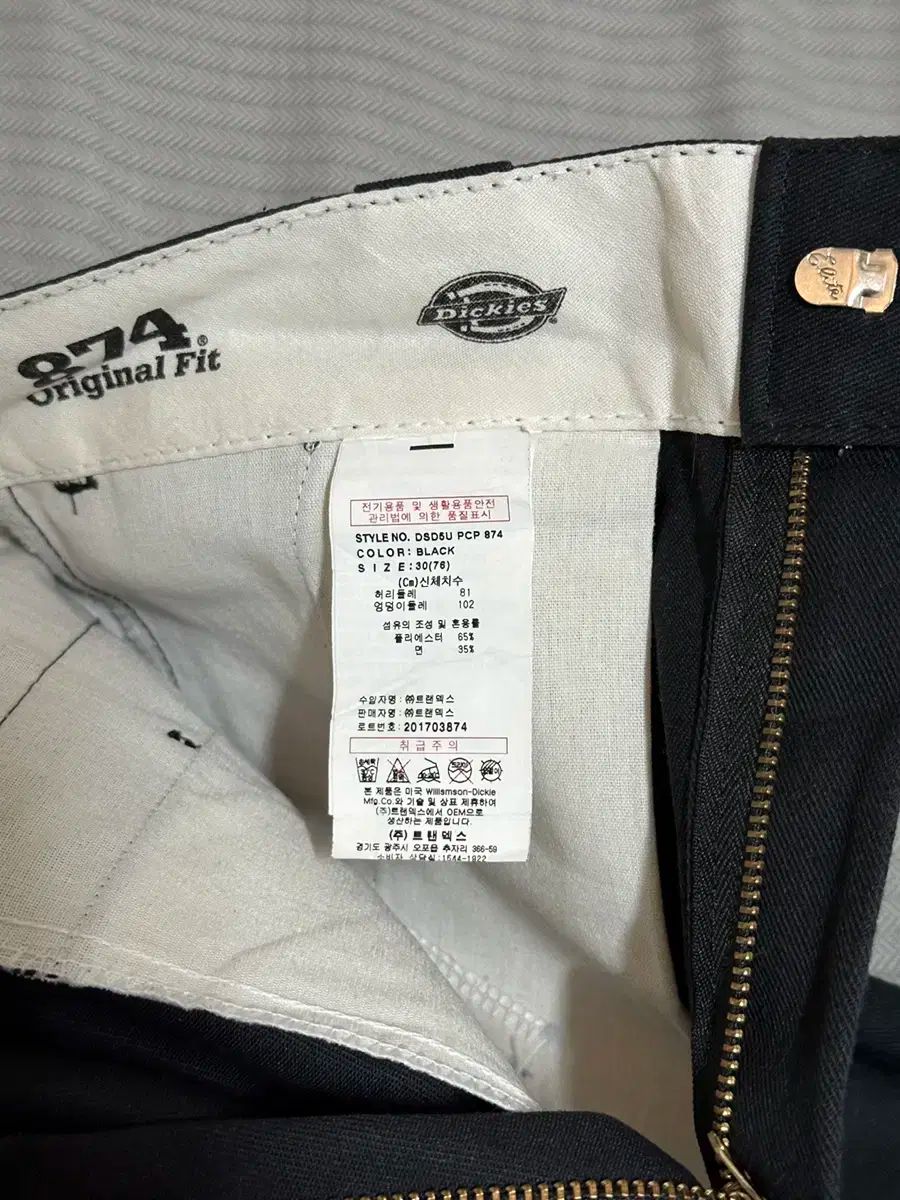 874®
Original Fit
Dickies®
Elite
전기용품 및 생활용품안전
관리법에 의한 품질표시
STYLE NO. DSD5U PCP 874
COLOR: BLACK
SIZE:30(76)
(Cm)신체치수
허리둘레 81
엉덩이둘레 102
섬유의 조성 및 혼용률
폴리에스터 65%
면 35%
수입자명 : ㈜트랜덱스
판매자명 : ㈜트랜덱스
로트번호: 201703874
취급주의
본 제품은 미국 Willismson-Dickie
Mfg.Co.와 기술 및 상표 제휴하여
(주)트랜덱스에서 OEM으로
생산하는 제품입니다.
(주)트랜덱스
경기도 광주시 오포읍 추자리 366-59
소비자 상담실:1544-1822